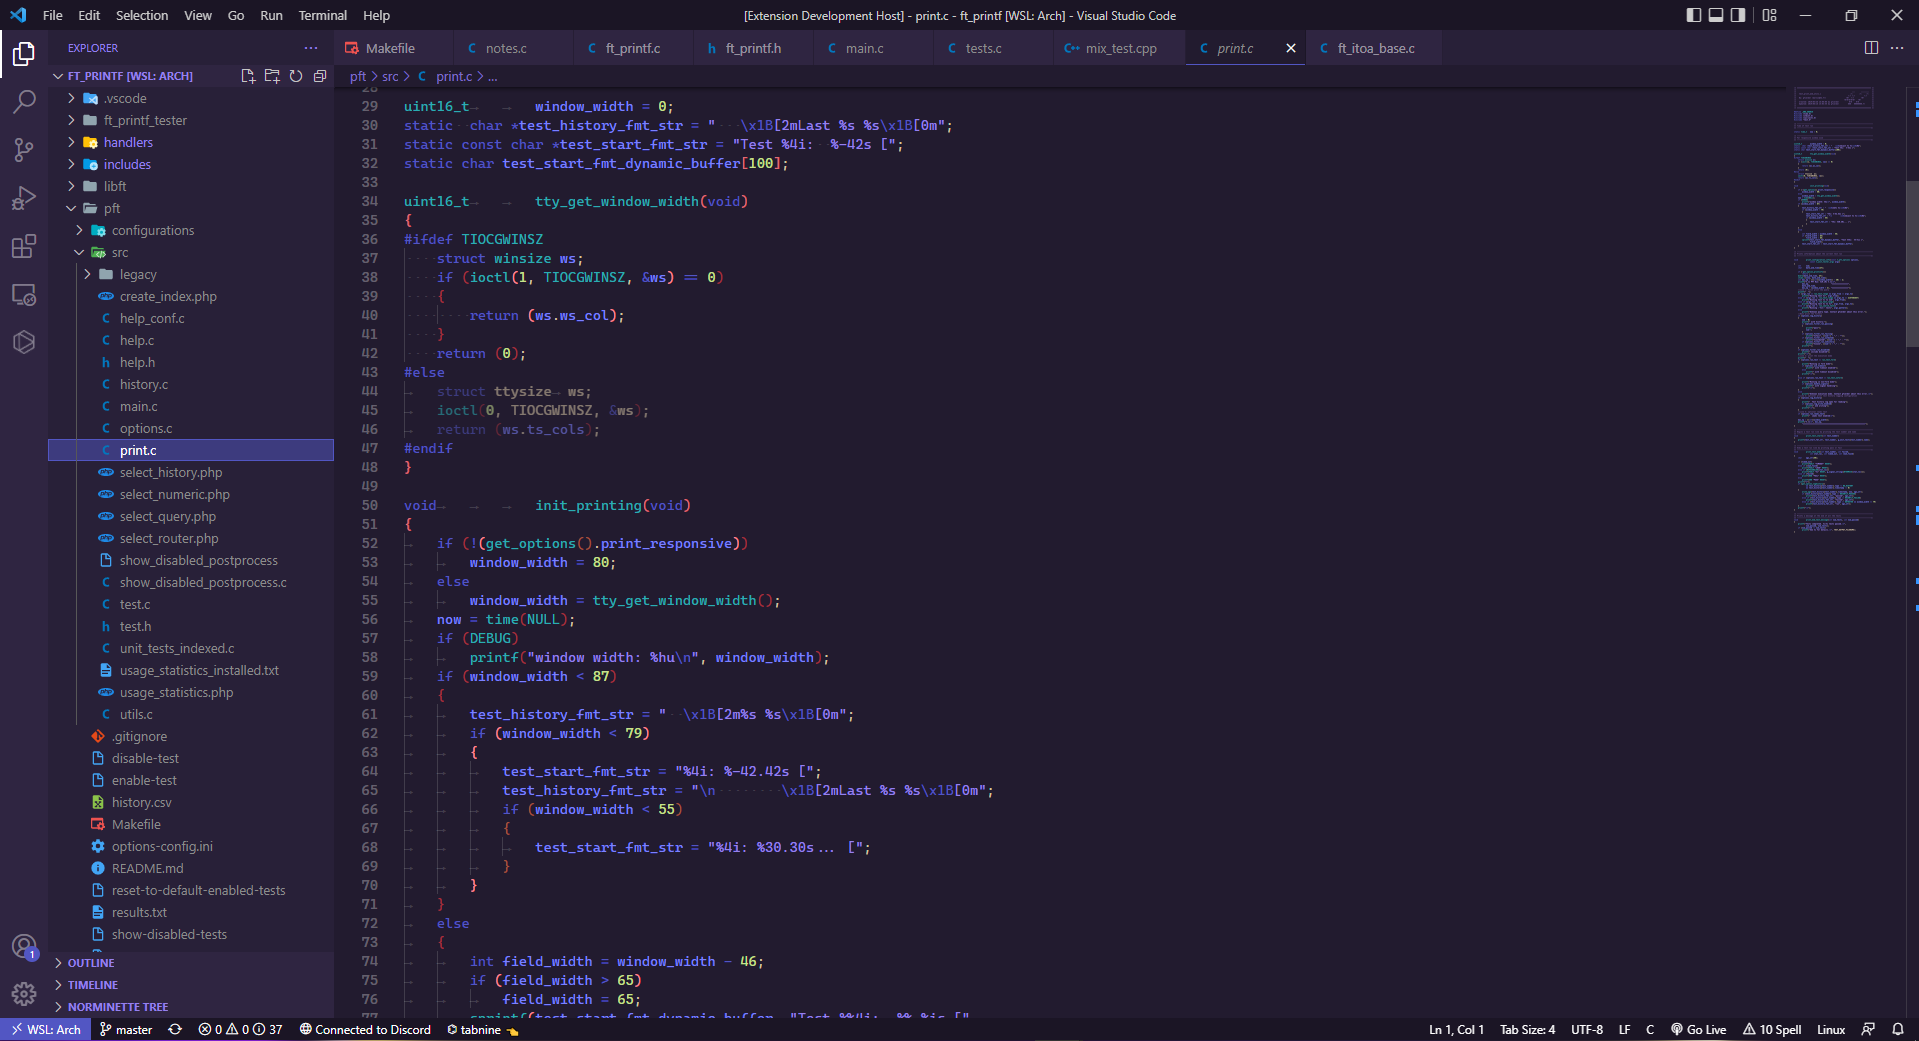 File Edit Selection View Go Run Terminal Help
[Extension Development Host] - print.c - ft_printf [WSL: Arch] - Visual Studio Code
EXPLORER
FT_PRINTF [WSL: ARCH]
.vscode
ft_printf_tester
handlers
includes
libft
pft
configurations
src
legacy
create_index.php
help_conf.c
help.c
help.h
history.c
main.c
options.c
print.c
select_history.php
select_numeric.php
select_query.php
select_router.php
show_disabled_postprocess
show_disabled_postprocess.c
test.c
test.h
unit_tests_indexed.c
usage_statistics_installed.txt
usage_statistics.php
utils.c
.gitignore
disable-test
enable-test
history.csv
Makefile
options-config.ini
README.md
reset-to-default-enabled-tests
results.txt
show-disabled-tests
OUTLINE
TIMELINE
NORMINETTE TREE
Makefile notes.c ft_printf.c ft_printf.h main.c tests.c mix_test.cpp print.c ft_itoa_base.c
pft > src > C print.c > ...
28
29 uint16_t window_width = 0;
30 static char *test_history_fmt_str = " \x1B[2mLast %s %s\x1B[0m";
31 static const char *test_start_fmt_str = "Test %4i: %-42s [";
32 static char test_start_fmt_dynamic_buffer[100];
33
34 uint16_t tty_get_window_width(void)
35 {
36 #ifdef TIOCGWINSZ
37 struct winsize ws;
38 if (ioctl(1, TIOCGWINSZ, &ws) == 0)
39 {
40 return (ws.ws_col);
41 }
42 return (0);
43 #else
44 struct ttysize ws;
45 ioctl(0, TIOCGWINSZ, &ws);
46 return (ws.ts_cols);
47 #endif
48 }
49
50 void init_printing(void)
51 {
52 if (!(get_options().print_responsive))
53 window_width = 80;
54 else
55 window_width = tty_get_window_width();
56 now = time(NULL);
57 if (DEBUG)
58 printf("window width: %hu\n", window_width);
59 if (window_width < 87)
60 {
61 test_history_fmt_str = " \x1B[2m%s %s\x1B[0m";
62 if (window_width < 79)
63 {
64 test_start_fmt_str = "%4i: %-42.42s [";
65 test_history_fmt_str = "\n \x1B[2mLast %s %s\x1B[0m";
66 if (window_width < 55)
67 {
68 test_start_fmt_str = "%4i: %30.30s... [";
69 }
70 }
71 }
72 else
73 {
74 int field_width = window_width - 46;
75 if (field_width > 65)
76 field_width = 65;
77 sprintf(test_start_fmt_dynamic_buffer, "Test %%4i: %% %is ["
1
WSL: Arch master 0 0 37 Connected to Discord tabnine
Ln 1, Col 1 Tab Size: 4 UTF-8 LF C Go Live 10 Spell Linux